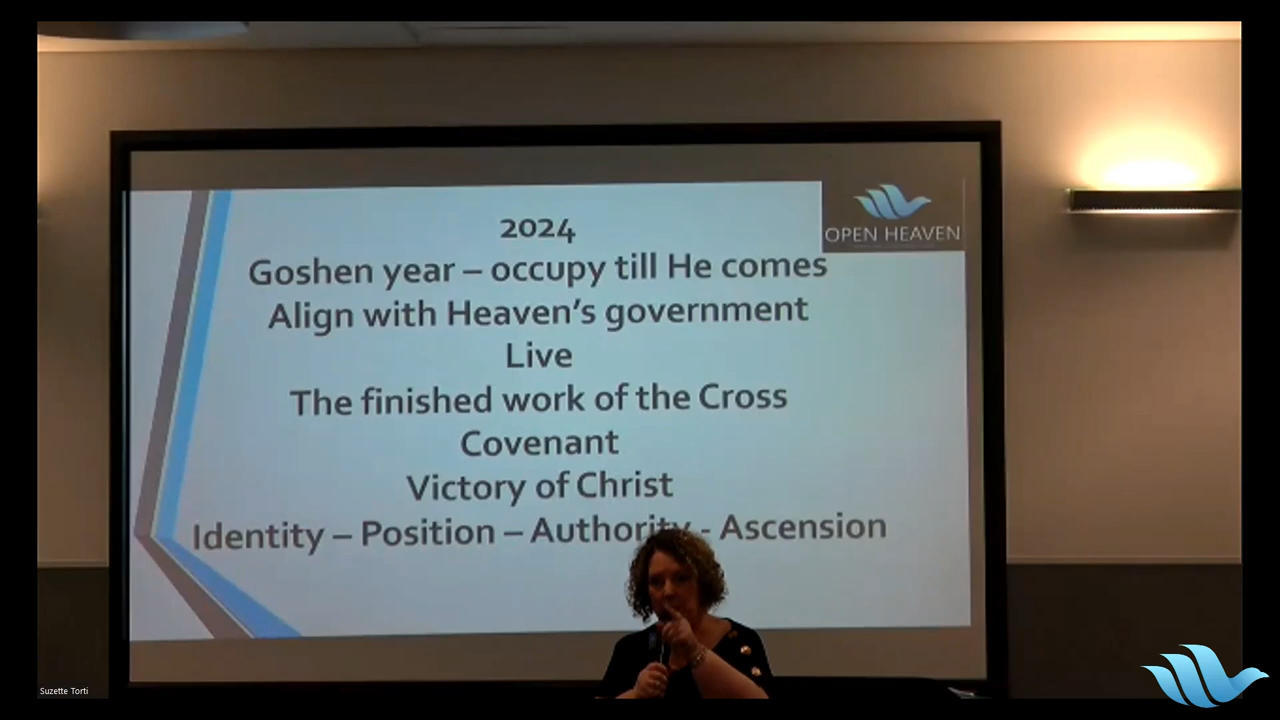 2024
OPEN HEAVEN
Goshen year – occupy till He comes
Align with Heaven's government
Live
The finished work of the Cross
Covenant
Victory of Christ
Identity – Position – Authority - Ascension
Suzette Torti